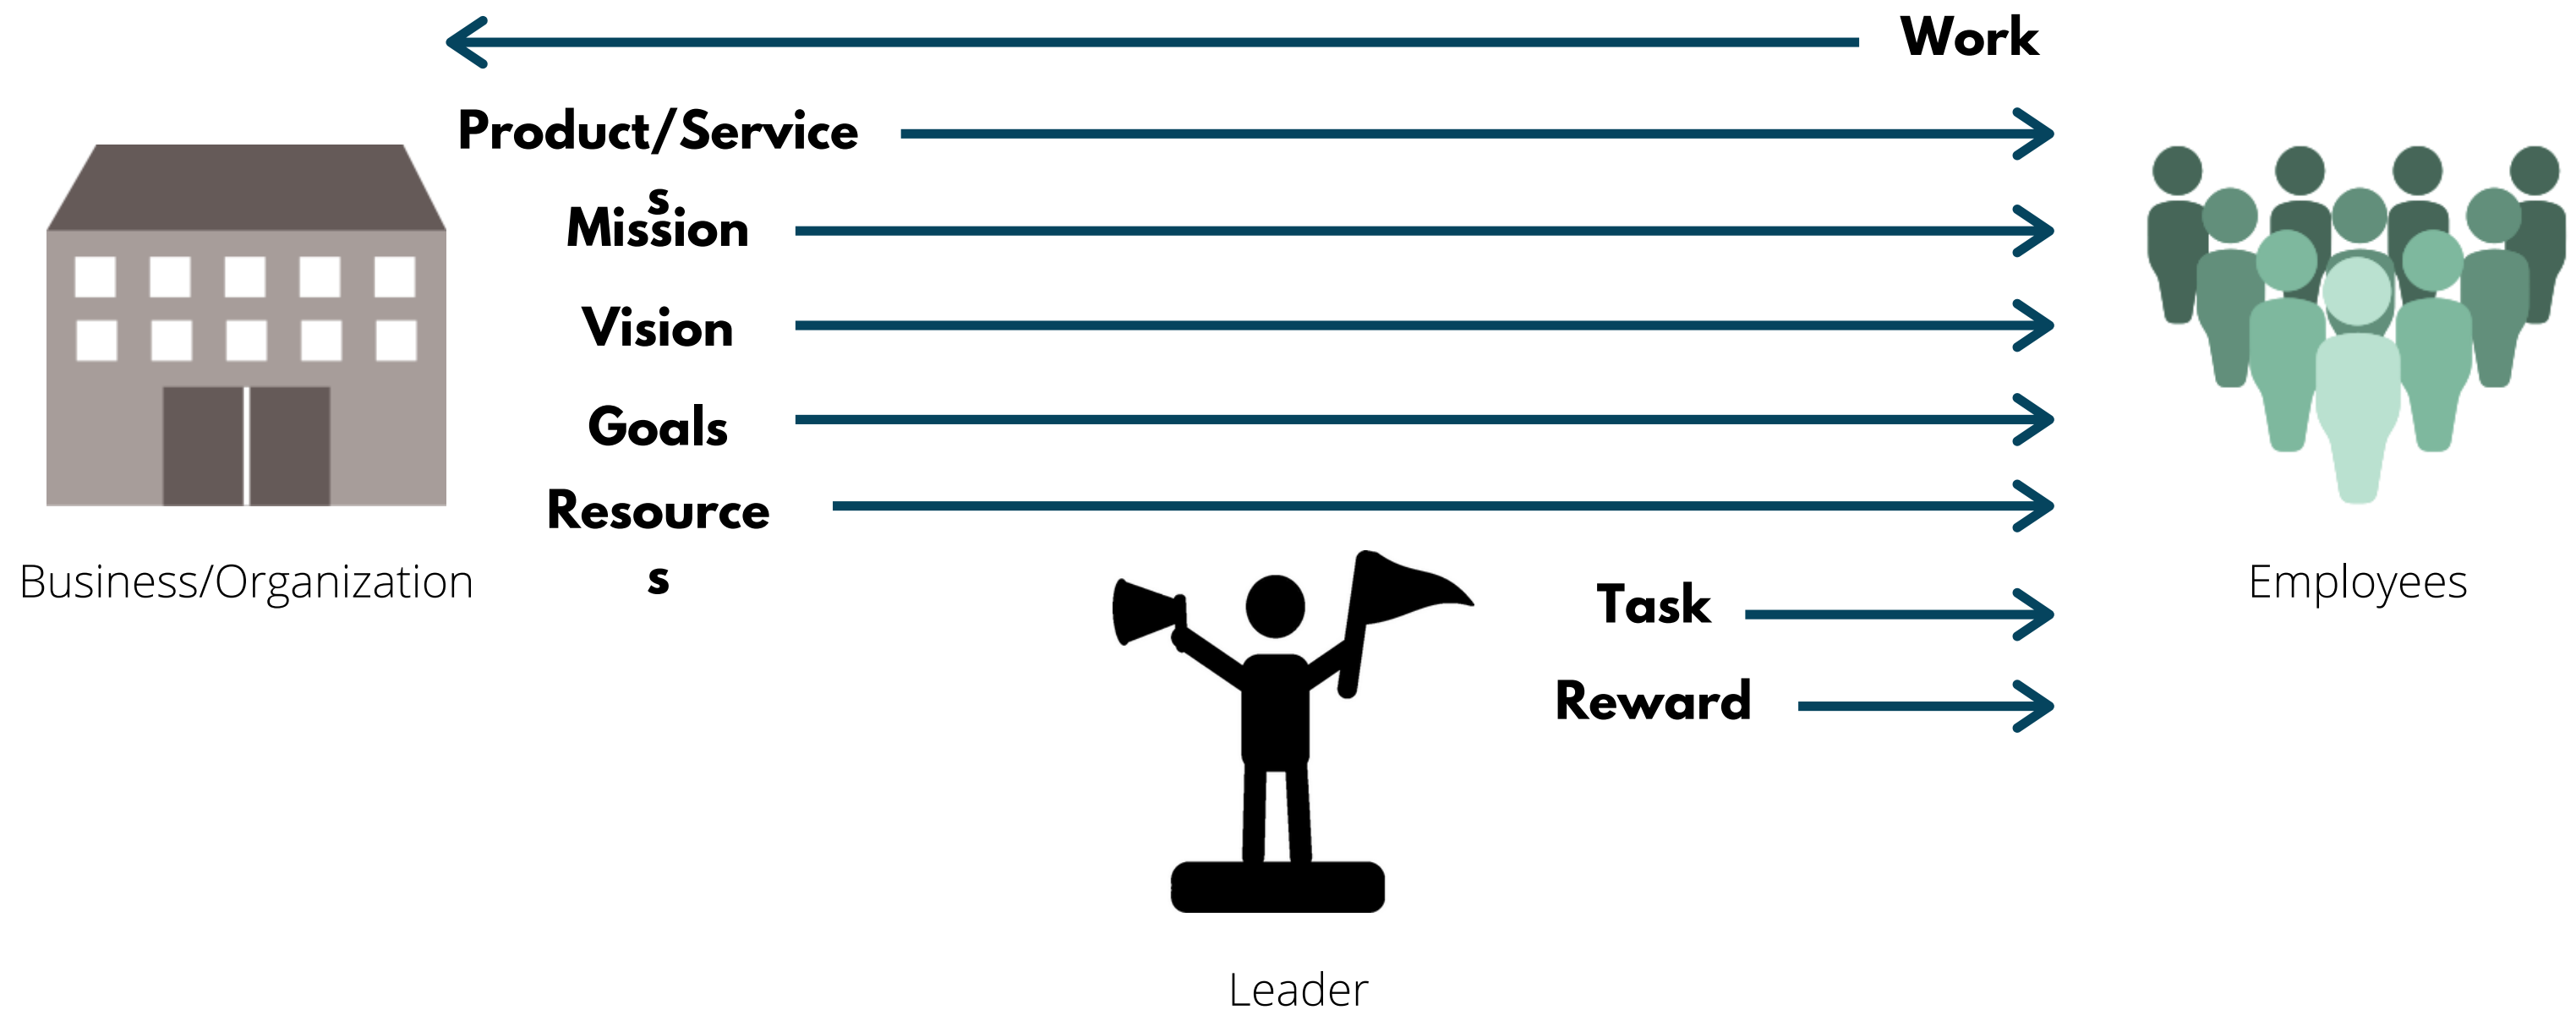 Work
Product/Service
s
Mission
Vision
Goals
Resource
s
Business/Organization
Employees
Task
Reward
Leader